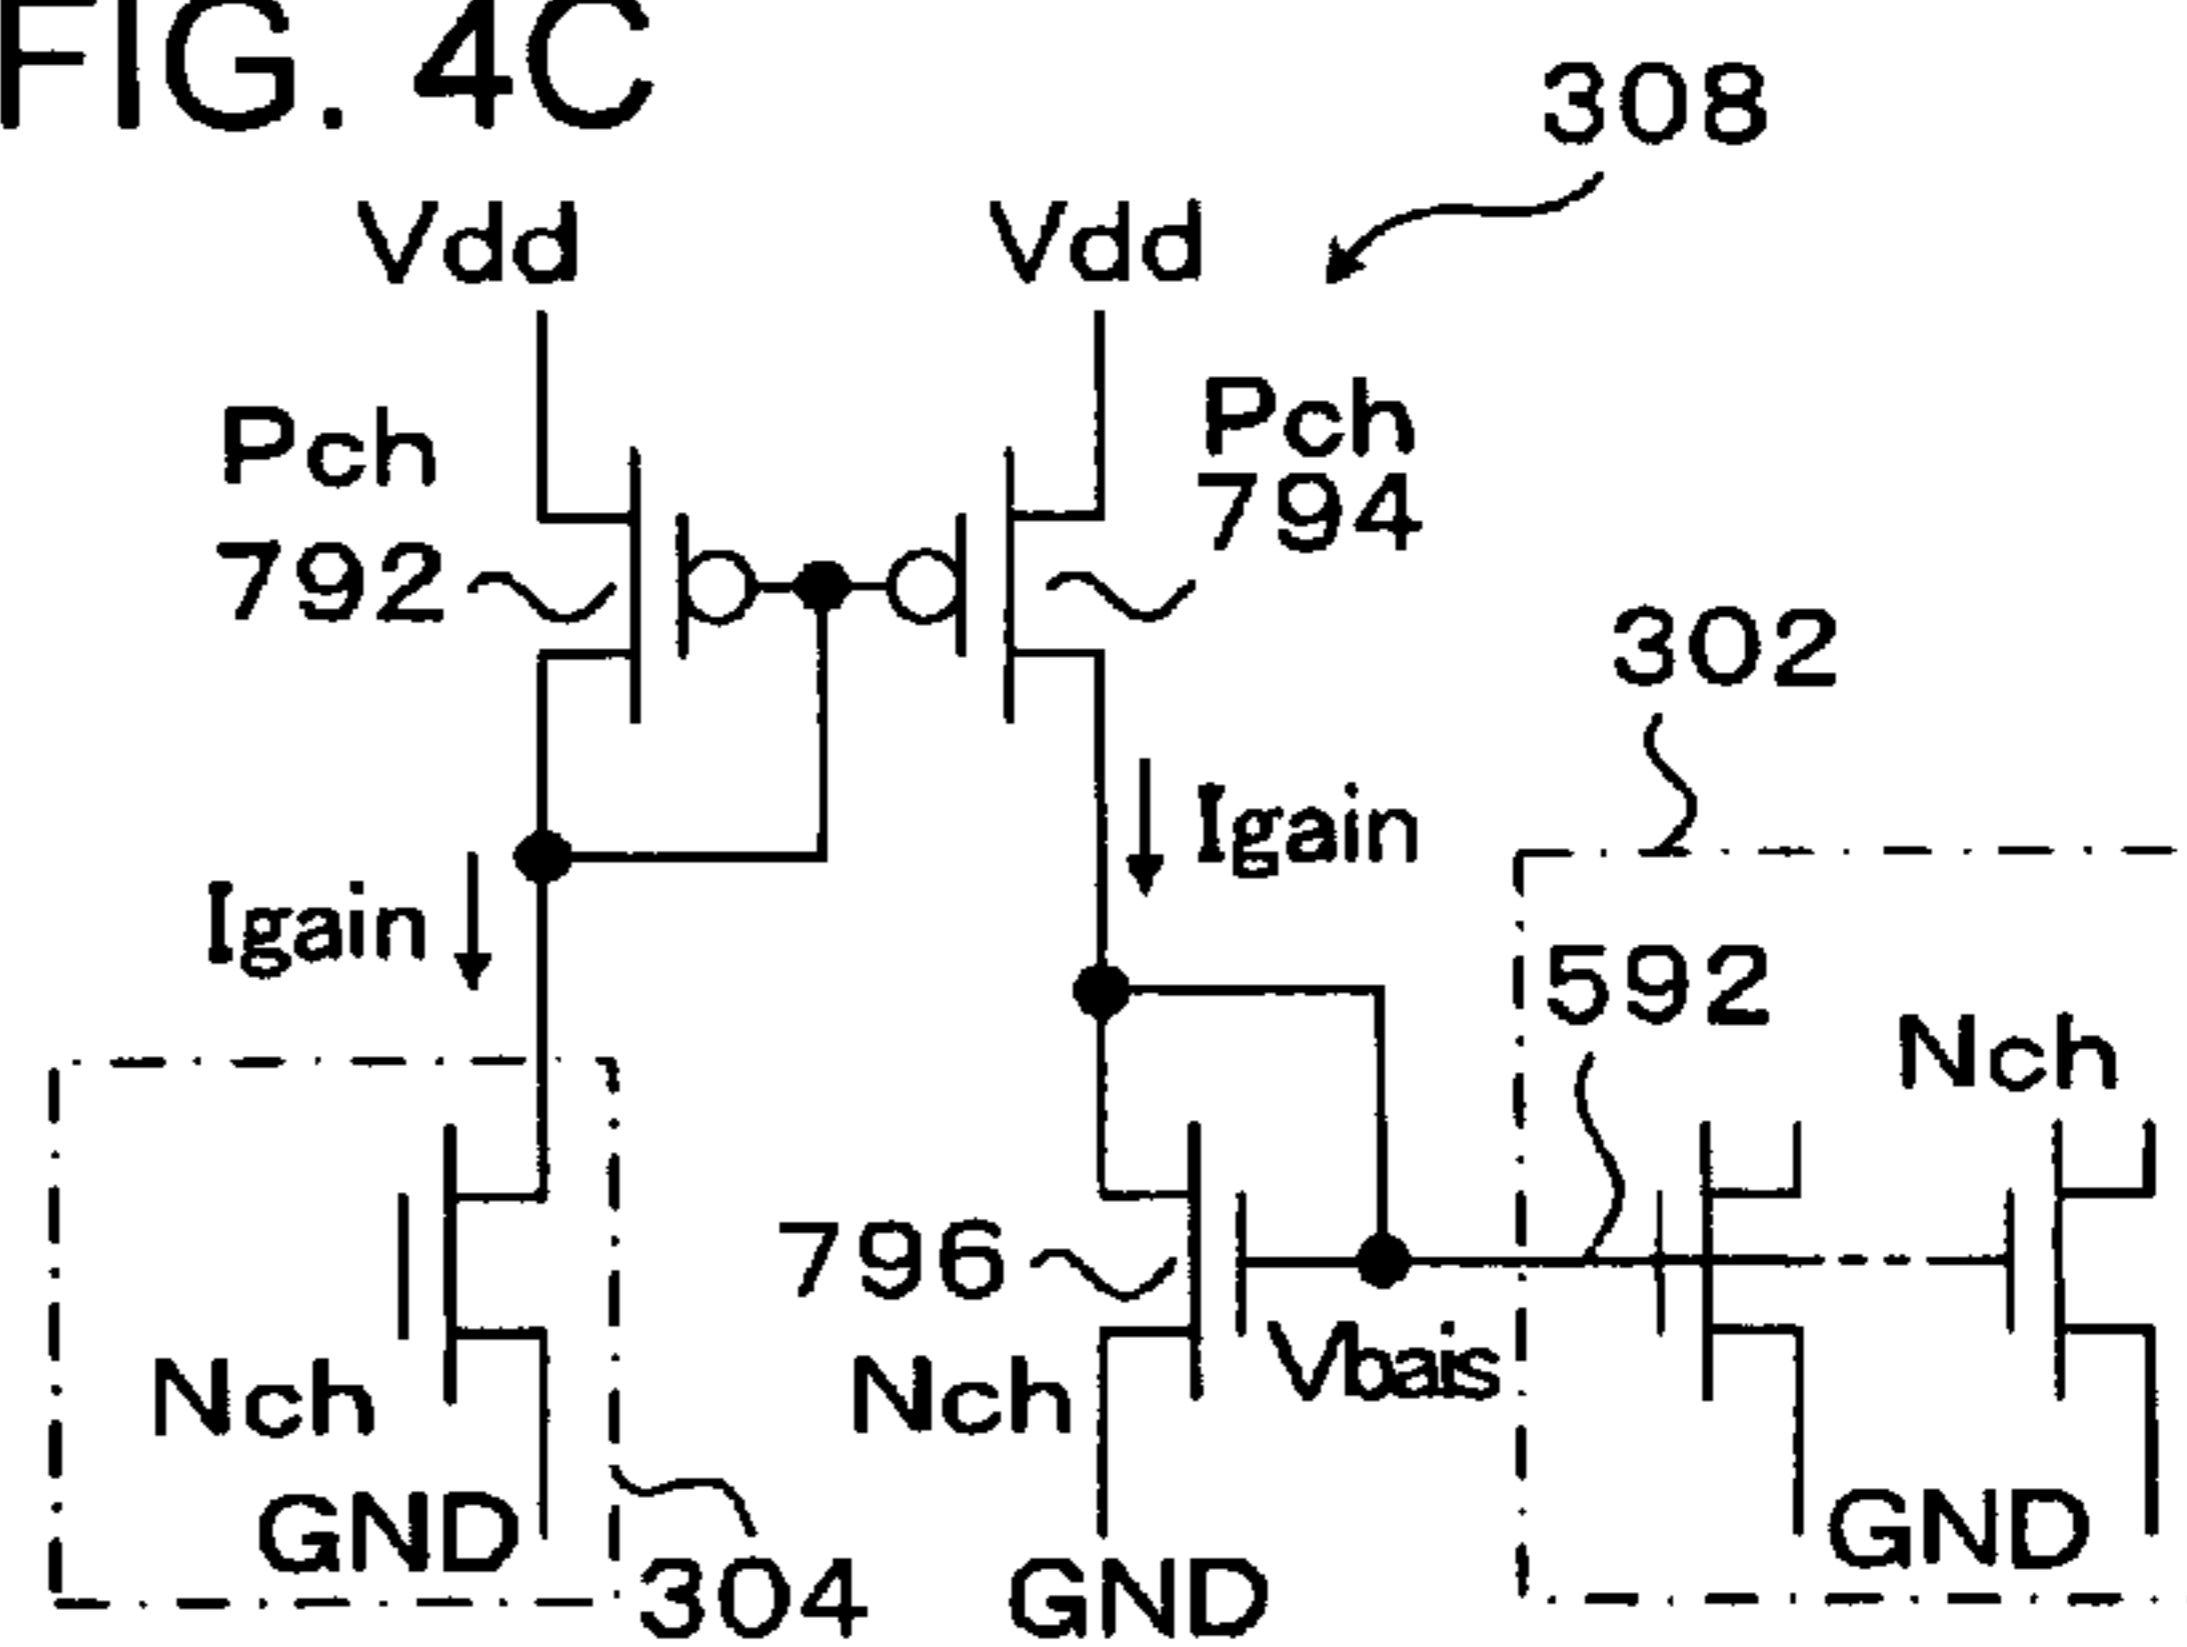 FIG. 4C
308
Vdd
Vdd
Pch
792
Pch
794
302
Igain
Igain
592
Nch
796
Nch
Vbais
Nch
GND
304
GND
GND